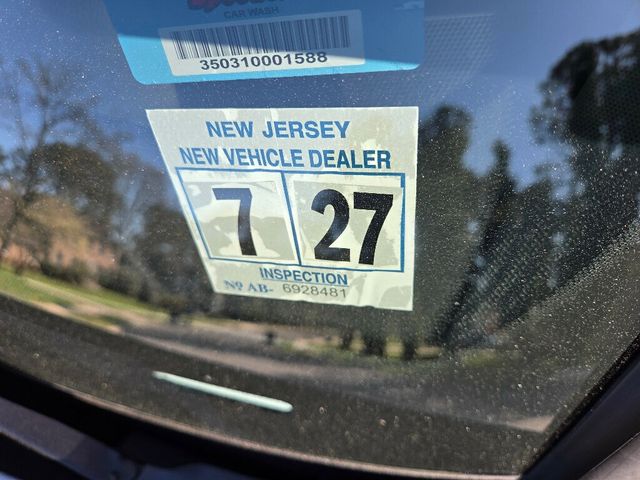 CAR WASH
350310001588
NEW JERSEY
NEW VEHICLE DEALER
7 27
INSPECTION
Nº AB- 6928481